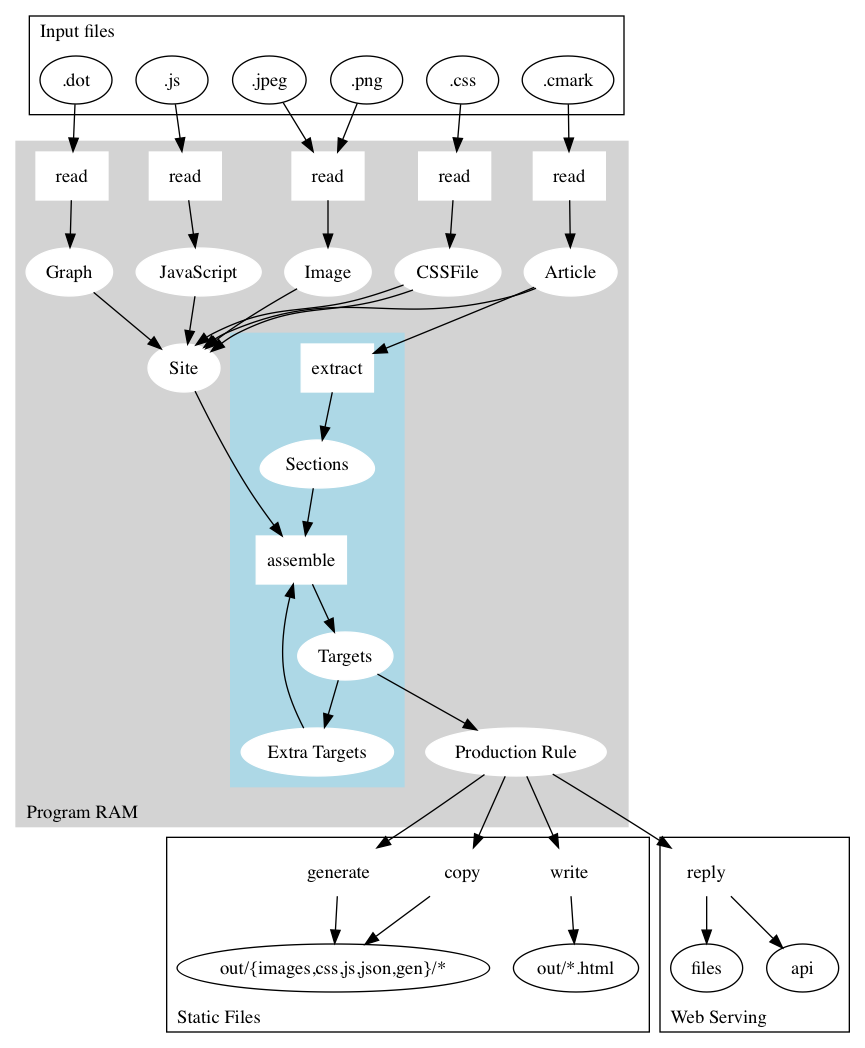 Input files
.dot
.js
.jpeg
.png
.css
.cmark
read
read
read
read
read
Graph
JavaScript
Image
CSSFile
Article
Site
extract
Sections
assemble
Targets
Extra Targets
Production Rule
Program RAM
generate
copy
write
reply
out/{images,css,js,json,gen}/*
out/*.html
files
api
Static Files
Web Serving